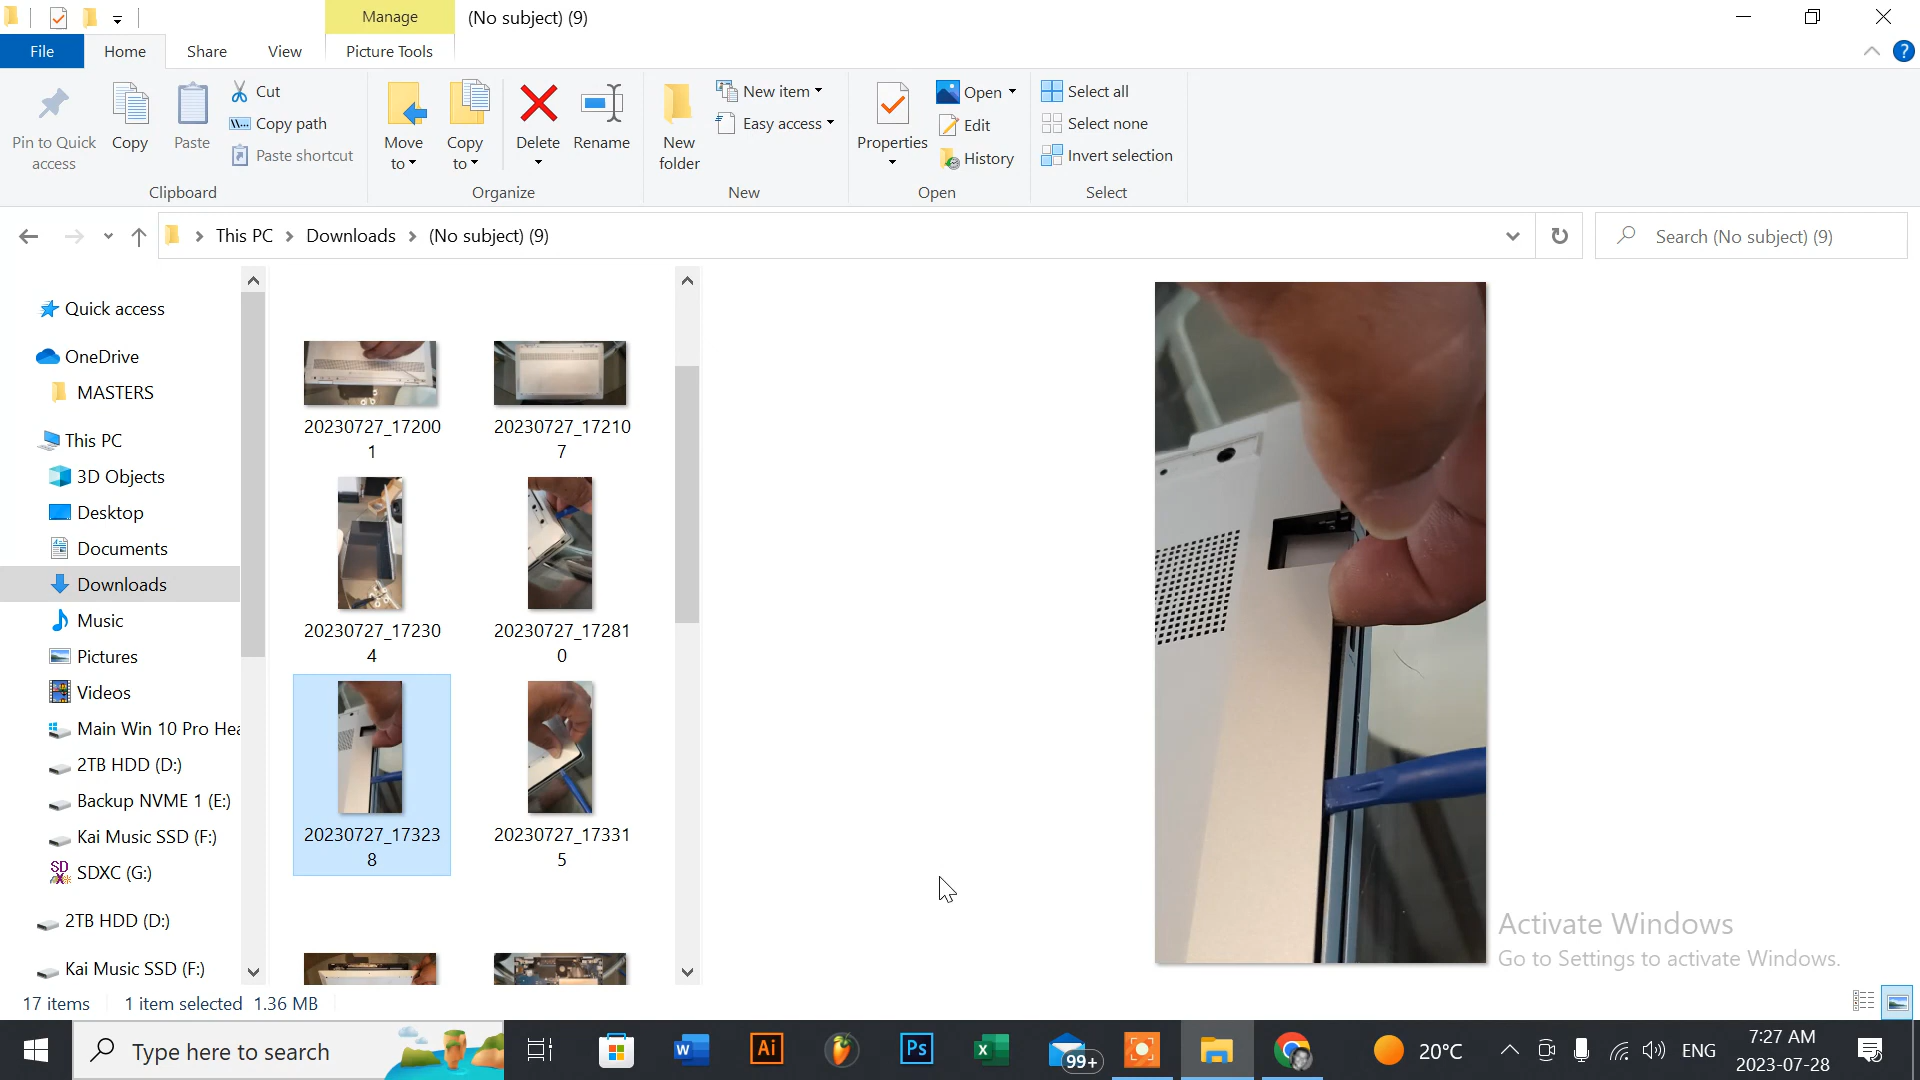 Manage
(No subject) (9)
File
Home
Share
View
Picture Tools
Pin to Quick access
Copy
Paste
Cut
Copy path
Paste shortcut
Move to
Copy to
Delete
Rename
New folder
New item
Easy access
Properties
Open
Edit
History
Select all
Select none
Invert selection
Clipboard
Organize
New
Open
Select
This PC
Downloads
(No subject) (9)
Search (No subject) (9)
Quick access
OneDrive
MASTERS
This PC
3D Objects
Desktop
Documents
Downloads
Music
Pictures
Videos
Main Win 10 Pro Hea
2TB HDD (D:)
Backup NVME 1 (E:)
Kai Music SSD (F:)
SD
SDXC (G:)
2TB HDD (D:)
Kai Music SSD (F:)
20230727_17200
1
20230727_17210
7
20230727_17230
4
20230727_17281
0
20230727_17323
8
20230727_17331
5
Activate Windows
Go to Settings to activate Windows.
17 items
1 item selected 1.36 MB
Type here to search
W
Ai
Ps
X
99+
20°C
ENG
7:27 AM
2023-07-28